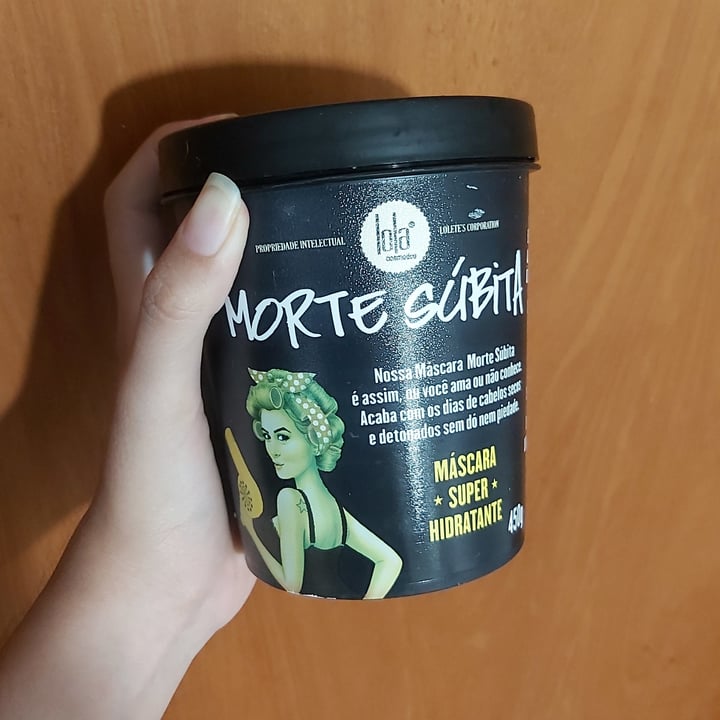 PROPRIEDADE INTELECTUAL
lola
cosmetics
LOLETE'S CORPORATION
MORTE SÚBITA
Nossa Máscara Morte Súbita
é assim, ou você ama ou não conhece.
Acaba com os dias de cabelos secos
e detonados sem dó nem piedade.
MÁSCARA
★ SUPER ★
HIDRATANTE
450g